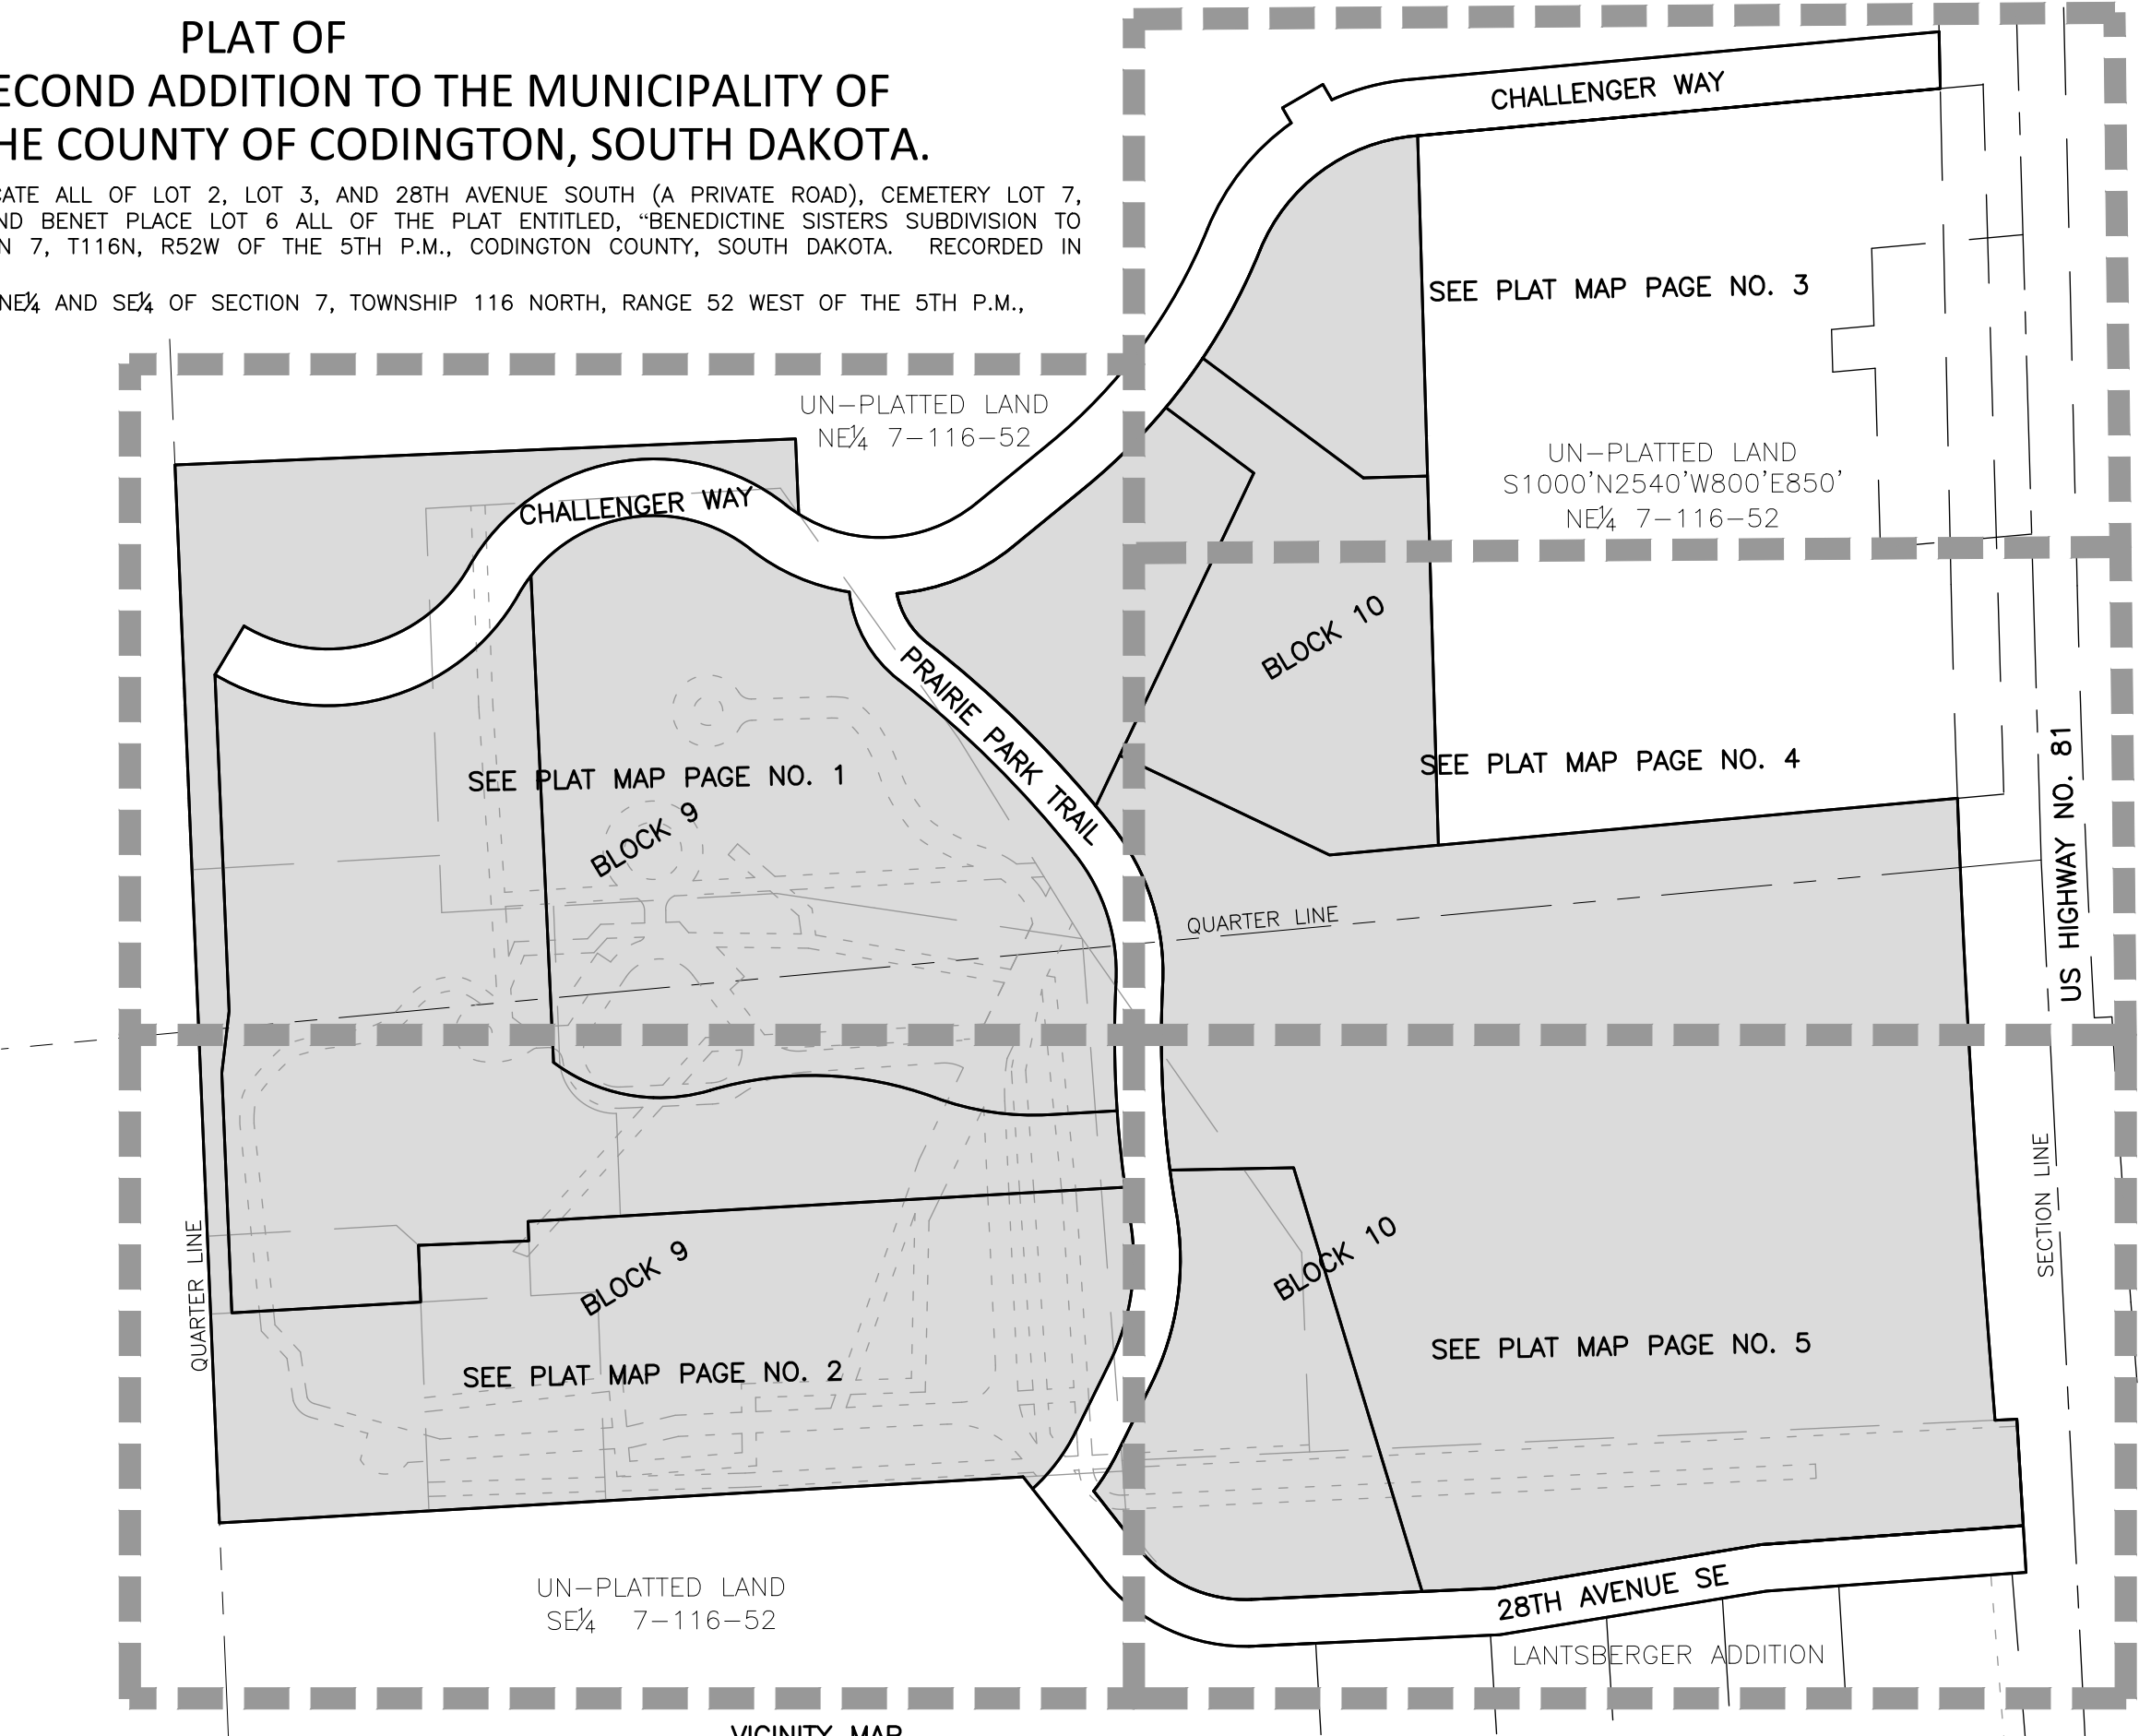 PLAT OF
ECOND ADDITION TO THE MUNICIPALITY OF
HE COUNTY OF CODINGTON, SOUTH DAKOTA.
CATE ALL OF LOT 2, LOT 3, AND 28TH AVENUE SOUTH (A PRIVATE ROAD), CEMETERY LOT 7,
ND BENET PLACE LOT 6 ALL OF THE PLAT ENTITLED, “BENEDICTINE SISTERS SUBDIVISION TO
N 7, T116N, R52W OF THE 5TH P.M., CODINGTON COUNTY, SOUTH DAKOTA. RECORDED IN
NE¼ AND SE¼ OF SECTION 7, TOWNSHIP 116 NORTH, RANGE 52 WEST OF THE 5TH P.M.,
CHALLENGER WAY
SEE PLAT MAP PAGE NO. 3
UN-PLATTED LAND
NE¼ 7-116-52
UN-PLATTED LAND
S1000'N2540'W800'E850'
NE¼ 7-116-52
CHALLENGER WAY
BLOCK 10
PRAIRIE PARK TRAIL
SEE PLAT MAP PAGE NO. 1
SEE PLAT MAP PAGE NO. 4
BLOCK 9
US HIGHWAY NO. 81
QUARTER LINE
QUARTER LINE
SECTION LINE
BLOCK 9
BLOCK 10
SEE PLAT MAP PAGE NO. 2
SEE PLAT MAP PAGE NO. 5
UN-PLATTED LAND
SE¼ 7-116-52
28TH AVENUE SE
LANTSBERGER ADDITION
VICINITY MAP